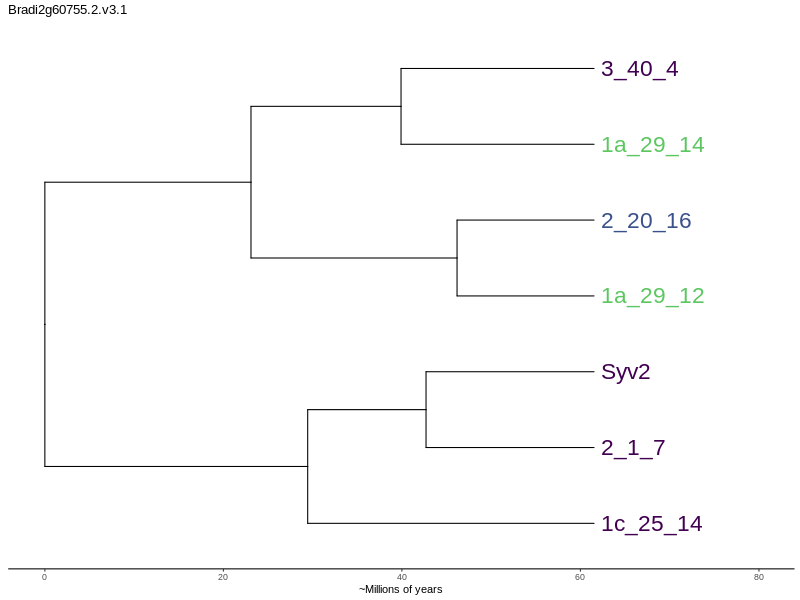 Bradi2g60755.2.v3.1
3_40_4
1a_29_14
2_20_16
1a_29_12
Syv2
2_1_7
1c_25_14
0 20 40 60 80
~Millions of years